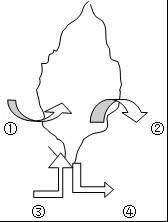 ① ②
③ ④